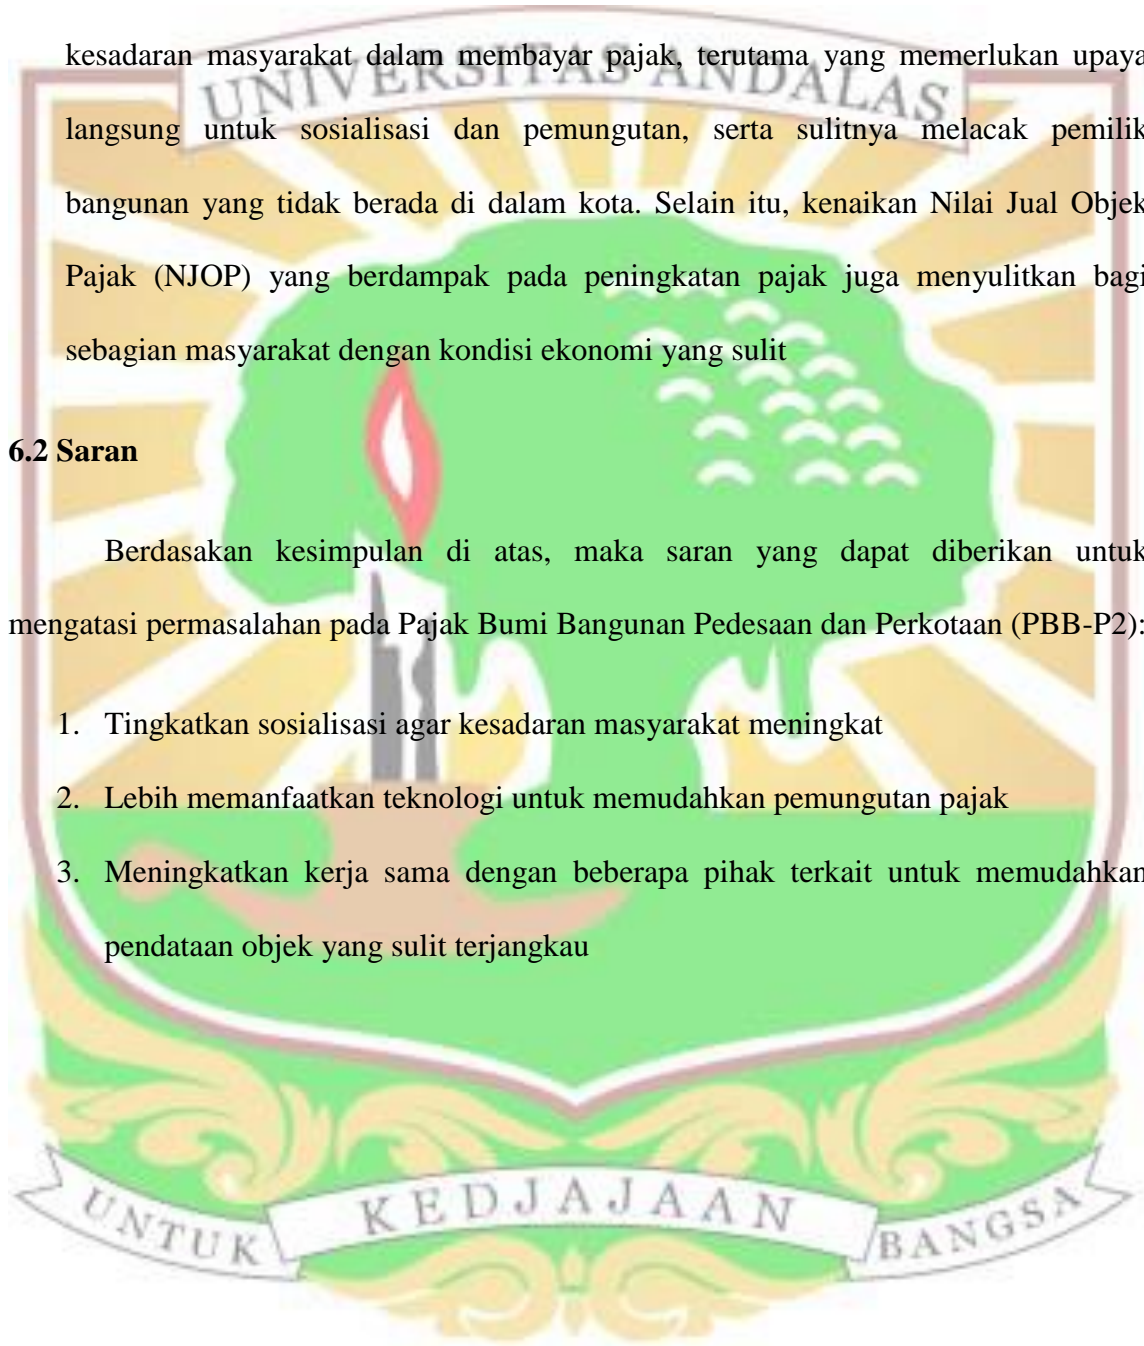 kesadaran masyarakat dalam membayar pajak, terutama yang memerlukan upaya
UNIVERSITAS ANDALAS
langsung untuk sosialisasi dan pemungutan, serta sulitnya melacak pemilik
bangunan yang tidak berada di dalam kota. Selain itu, kenaikan Nilai Jual Objek
Pajak (NJOP) yang berdampak pada peningkatan pajak juga menyulitkan bagi
sebagian masyarakat dengan kondisi ekonomi yang sulit
6.2 Saran
Berdasakan kesimpulan di atas, maka saran yang dapat diberikan untuk
mengatasi permasalahan pada Pajak Bumi Bangunan Pedesaan dan Perkotaan (PBB-P2):
1. Tingkatkan sosialisasi agar kesadaran masyarakat meningkat
2. Lebih memanfaatkan teknologi untuk memudahkan pemungutan pajak
3. Meningkatkan kerja sama dengan beberapa pihak terkait untuk memudahkan
pendataan objek yang sulit terjangkau
UNTUK KEDJAJAAN BANGSA